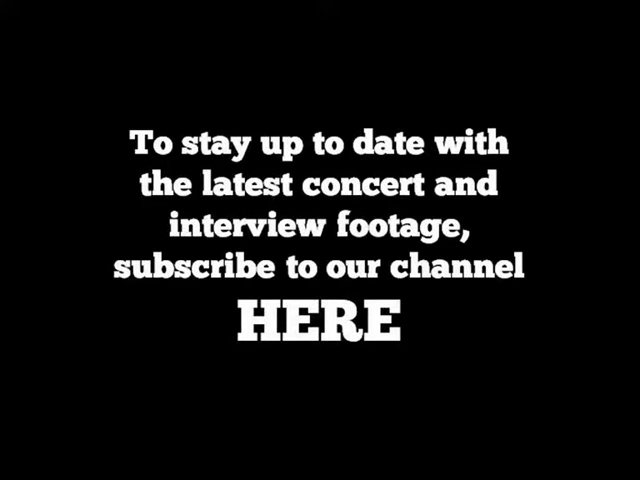 To stay up to date with
the latest concert and
interview footage,
subscribe to our channel
HERE